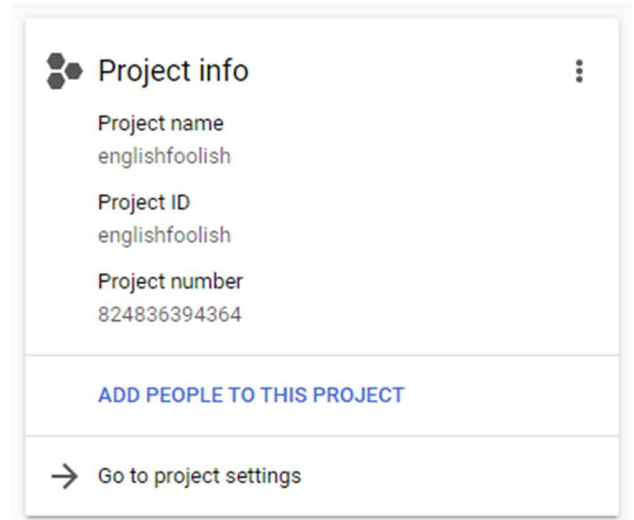 Project info
Project name
englishfoolish
Project ID
englishfoolish
Project number
824836394364
ADD PEOPLE TO THIS PROJECT
Go to project settings